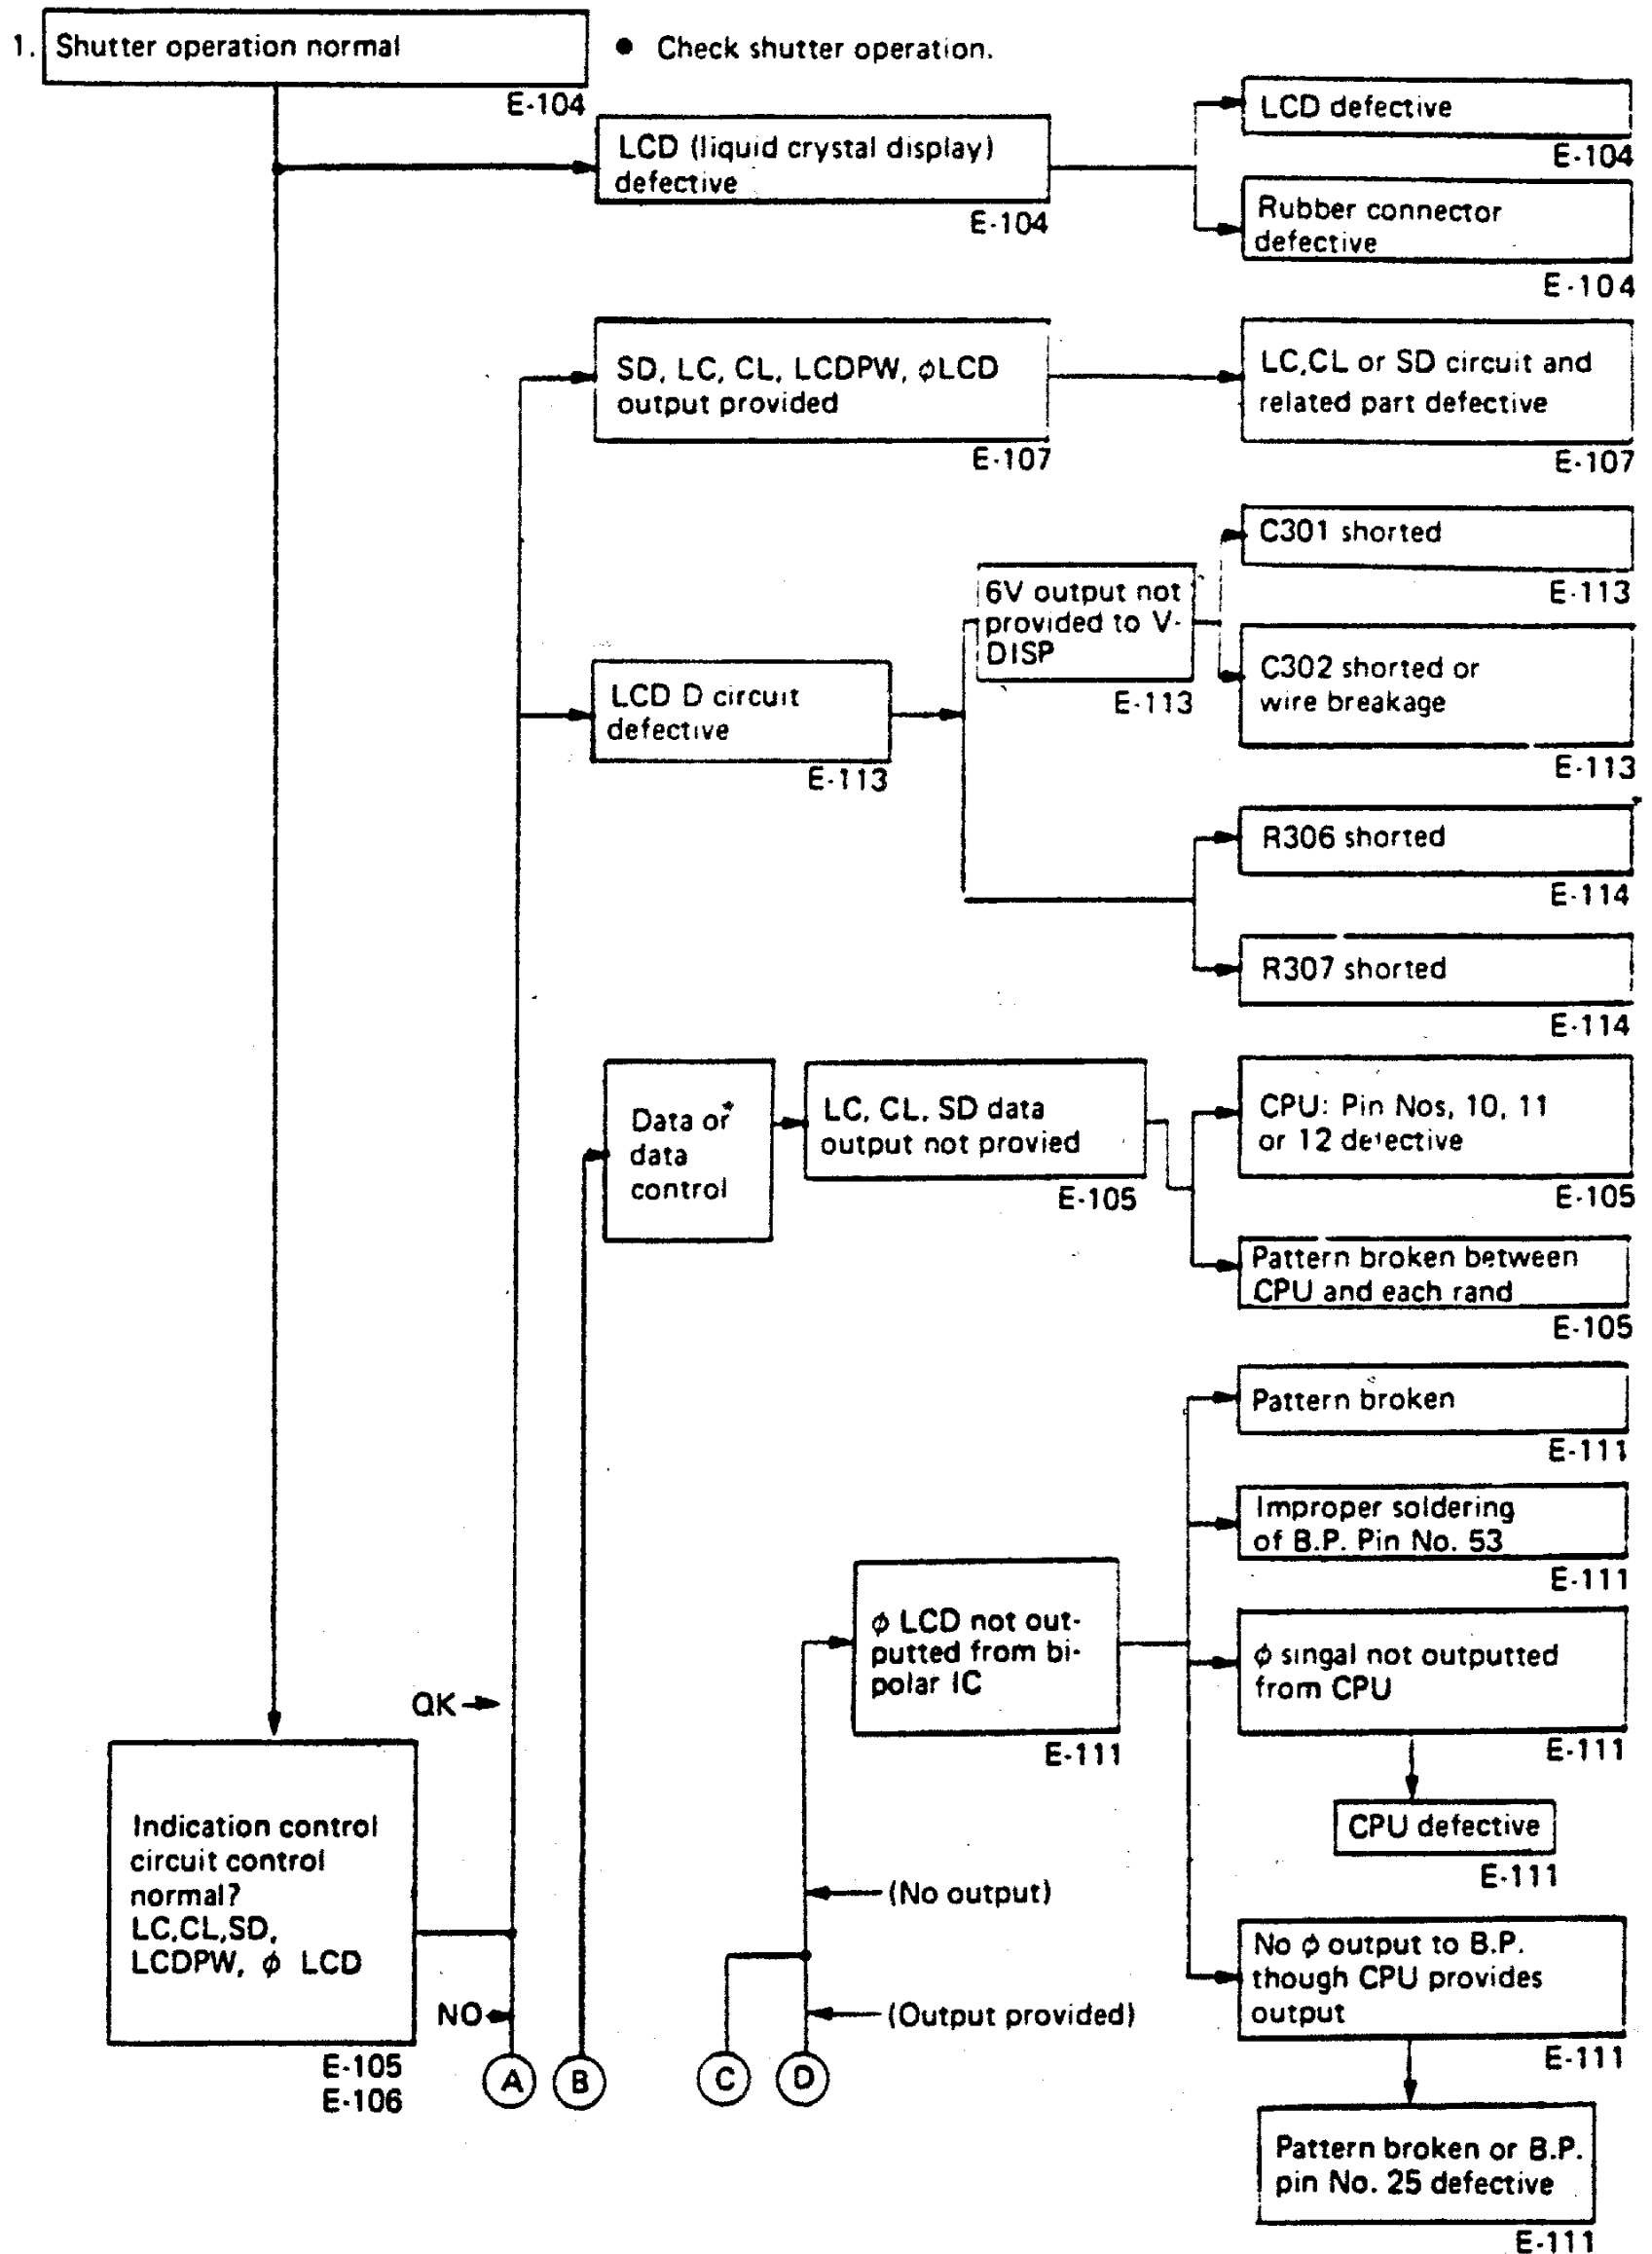 1. Shutter operation normal
● Check shutter operation.
E-104
LCD (liquid crystal display)
defective
E-104
LCD defective
E-104
Rubber connector
defective
E-104
SD, LC, CL, LCDPW, φLCD
output provided
E-107
LC,CL or SD circuit and
related part defective
E-107
LCD D circuit
defective
E-113
6V output not
provided to V-
DISP
E-113
C301 shorted
E-113
C302 shorted or
wire breakage
E-113
R306 shorted
E-114
R307 shorted
E-114
Data or*
data
control
LC, CL, SD data
output not provied
E-105
CPU: Pin Nos, 10, 11
or 12 defective
E-105
Pattern broken between
CPU and each rand
E-105
φ LCD not out-
putted from bi-
polar IC
E-111
Pattern broken
E-111
Improper soldering
of B.P. Pin No. 53
E-111
φ singal not outputted
from CPU
E-111
CPU defective
E-111
No φ output to B.P.
though CPU provides
output
E-111
Pattern broken or B.P.
pin No. 25 defective
E-111
OK
Indication control
circuit control
normal?
LC,CL,SD,
LCDPW, φ LCD
NO
E-105
E-106
(No output)
(Output provided)
A
B
C
D